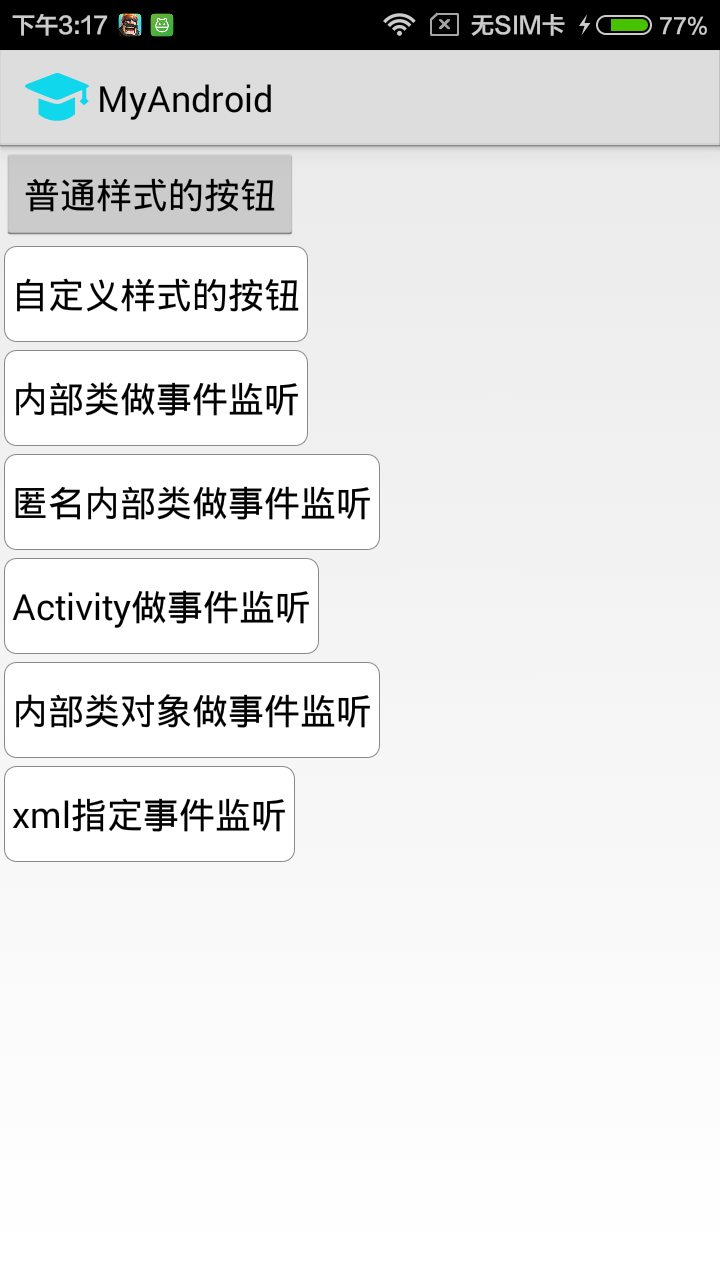 下午3:17 无SIM卡 77%
MyAndroid
普通样式的按钮
自定义样式的按钮
内部类做事件监听
匿名内部类做事件监听
Activity做事件监听
内部类对象做事件监听
xml指定事件监听